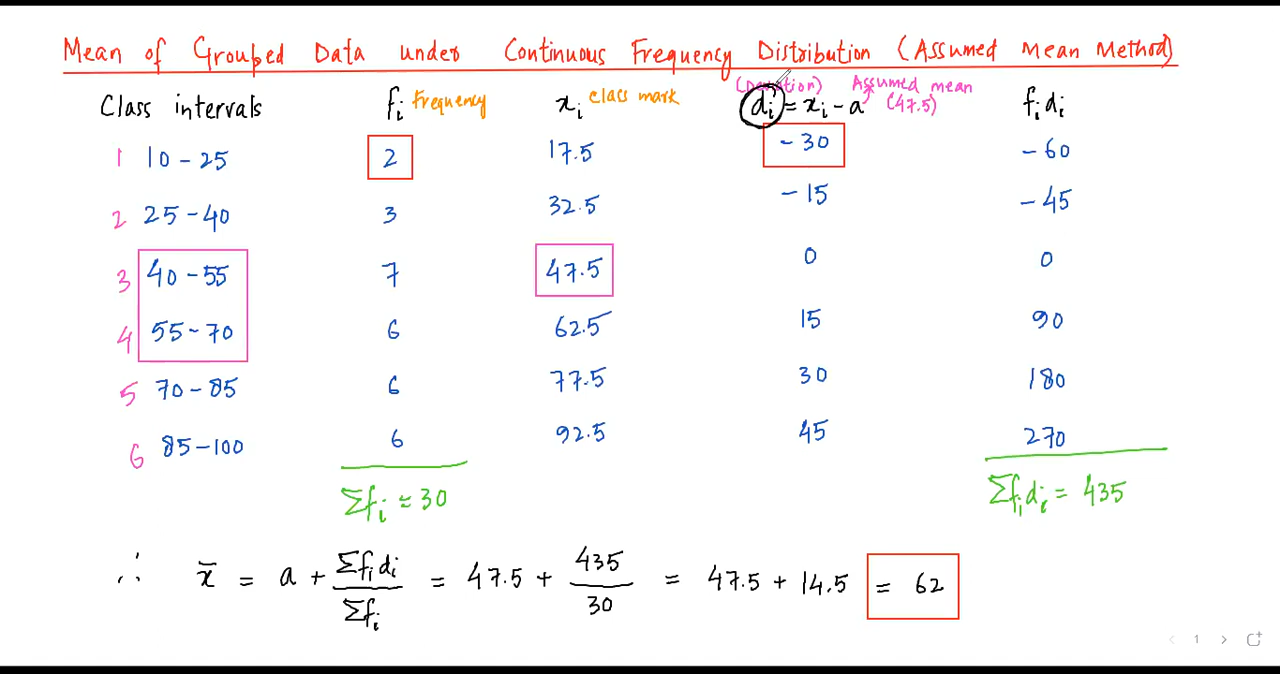 Mean of Grouped Data under Continuous Frequency Distribution (Assumed Mean Method)
Class intervals fi Frequency xi class mark (Deviation) di = xi - a Assumed mean (47.5) fidi
1 10 - 25 2 17.5 - 30 - 60
2 25 - 40 3 32.5 - 15 - 45
3 40 - 55 7 47.5 0 0
4 55 - 70 6 62.5 15 90
5 70 - 85 6 77.5 30 180
6 85 - 100 6 92.5 45 270
Σfi = 30 Σfidi = 435
∴ x̄ = a + Σfidi / Σfi = 47.5 + 435 / 30 = 47.5 + 14.5 = 62
1